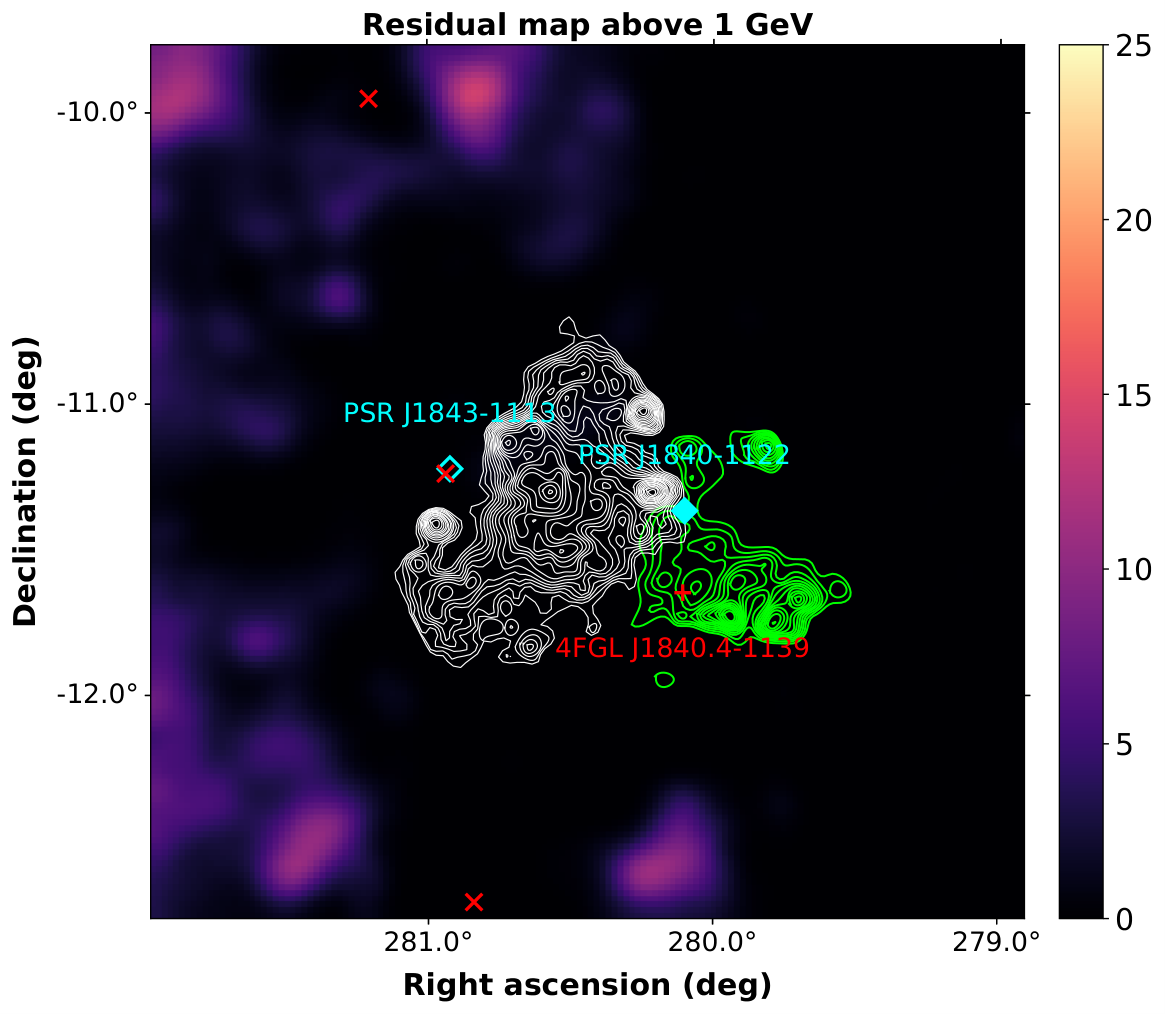 Residual map above 1 GeV
25
-10.0°
20
15
-11.0°
PSR J1843-1113
PSR J1840-1122
Declination (deg)
10
4FGL J1840.4-1139
-12.0°
5
0
281.0°
280.0°
279.0°
Right ascension (deg)